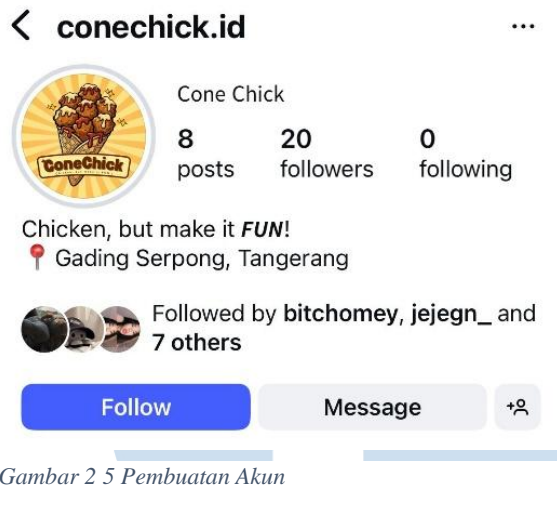 conechick.id
Cone Chick
8 20 0
posts followers following
ConeChick
Chicken, but make it FUN!
Gading Serpong, Tangerang
Followed by bitchomey, jejegn_ and
7 others
Follow Message
Gambar 2 5 Pembuatan Akun